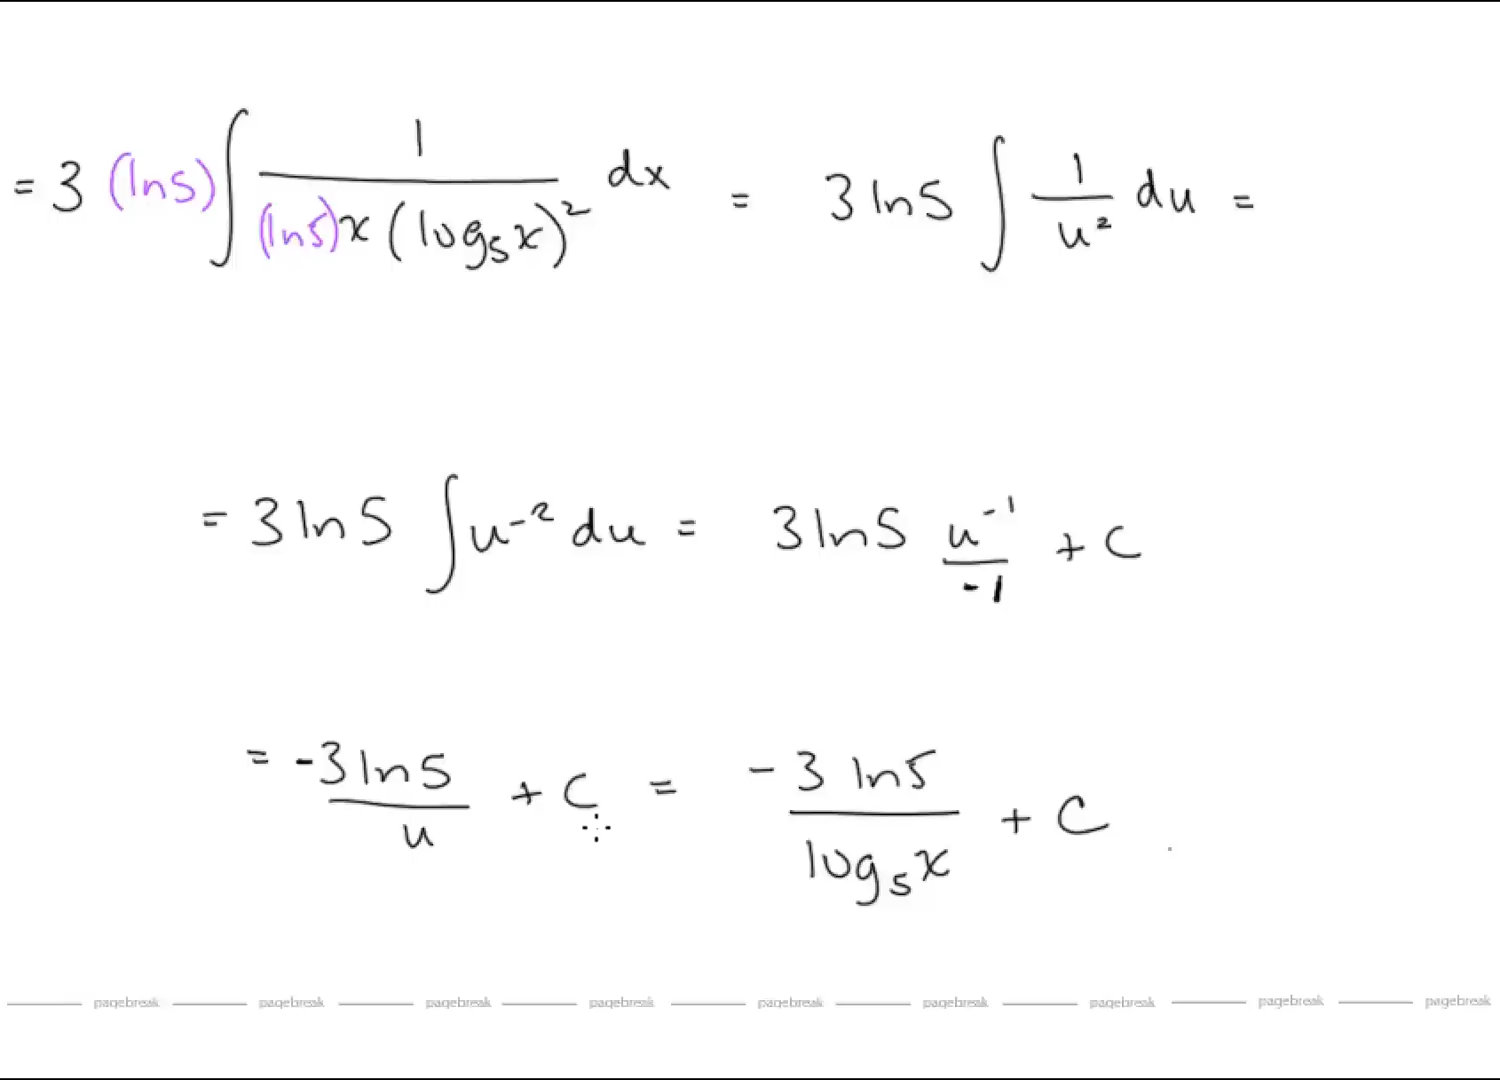 = 3 (ln5) ∫ 1/((ln5)x(log₅x)²) dx = 3 ln5 ∫ 1/u² du =
= 3 ln5 ∫ u⁻² du = 3 ln5 u⁻¹/-1 + C
= -3 ln5/u + C = -3 ln5/log₅x + C
pagebreak pagebreak pagebreak pagebreak pagebreak pagebreak pagebreak pagebreak pagebreak